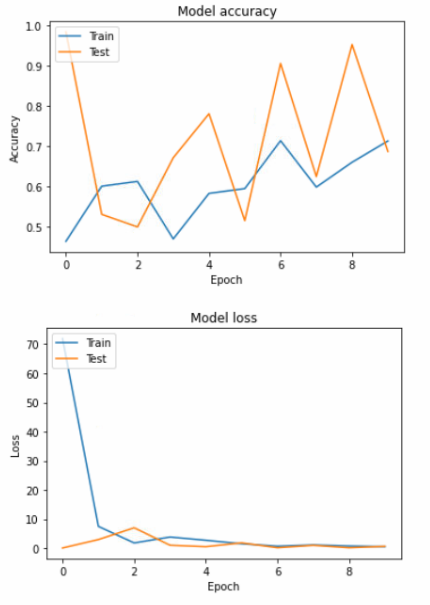 Model accuracy
1.0
0.9
0.8
0.7
0.6
0.5
Accuracy
Train
Test
0 2 4 6 8
Epoch
Model loss
70
60
50
40
30
20
10
0
Loss
Train
Test
0 2 4 6 8
Epoch